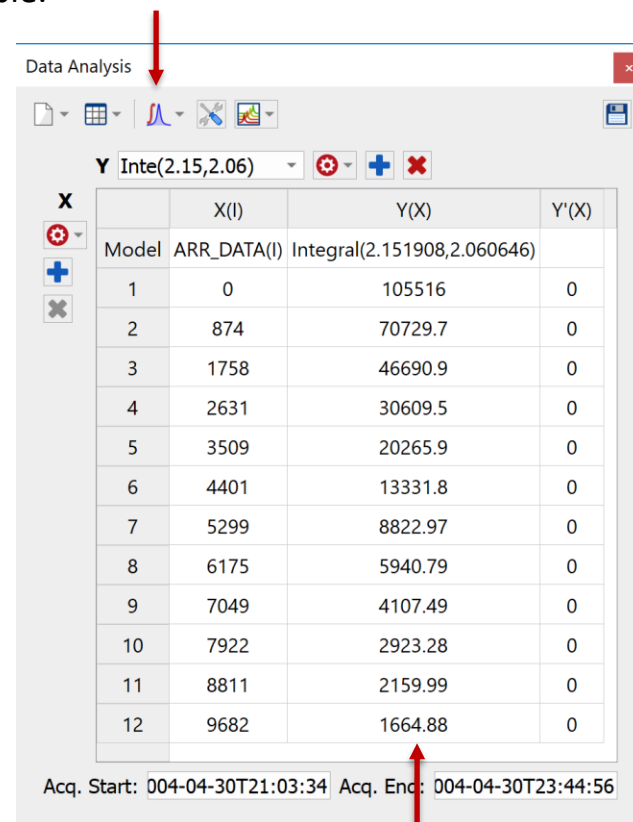 Data Analysis
Y Inte(2.15,2.06)
X
X(I) Y(X) Y'(X)
Model ARR_DATA(I) Integral(2.151908,2.060646)
1 0 105516 0
2 874 70729.7 0
3 1758 46690.9 0
4 2631 30609.5 0
5 3509 20265.9 0
6 4401 13331.8 0
7 5299 8822.97 0
8 6175 5940.79 0
9 7049 4107.49 0
10 7922 2923.28 0
11 8811 2159.99 0
12 9682 1664.88 0
Acq. Start: 004-04-30T21:03:34 Acq. End: 004-04-30T23:44:56